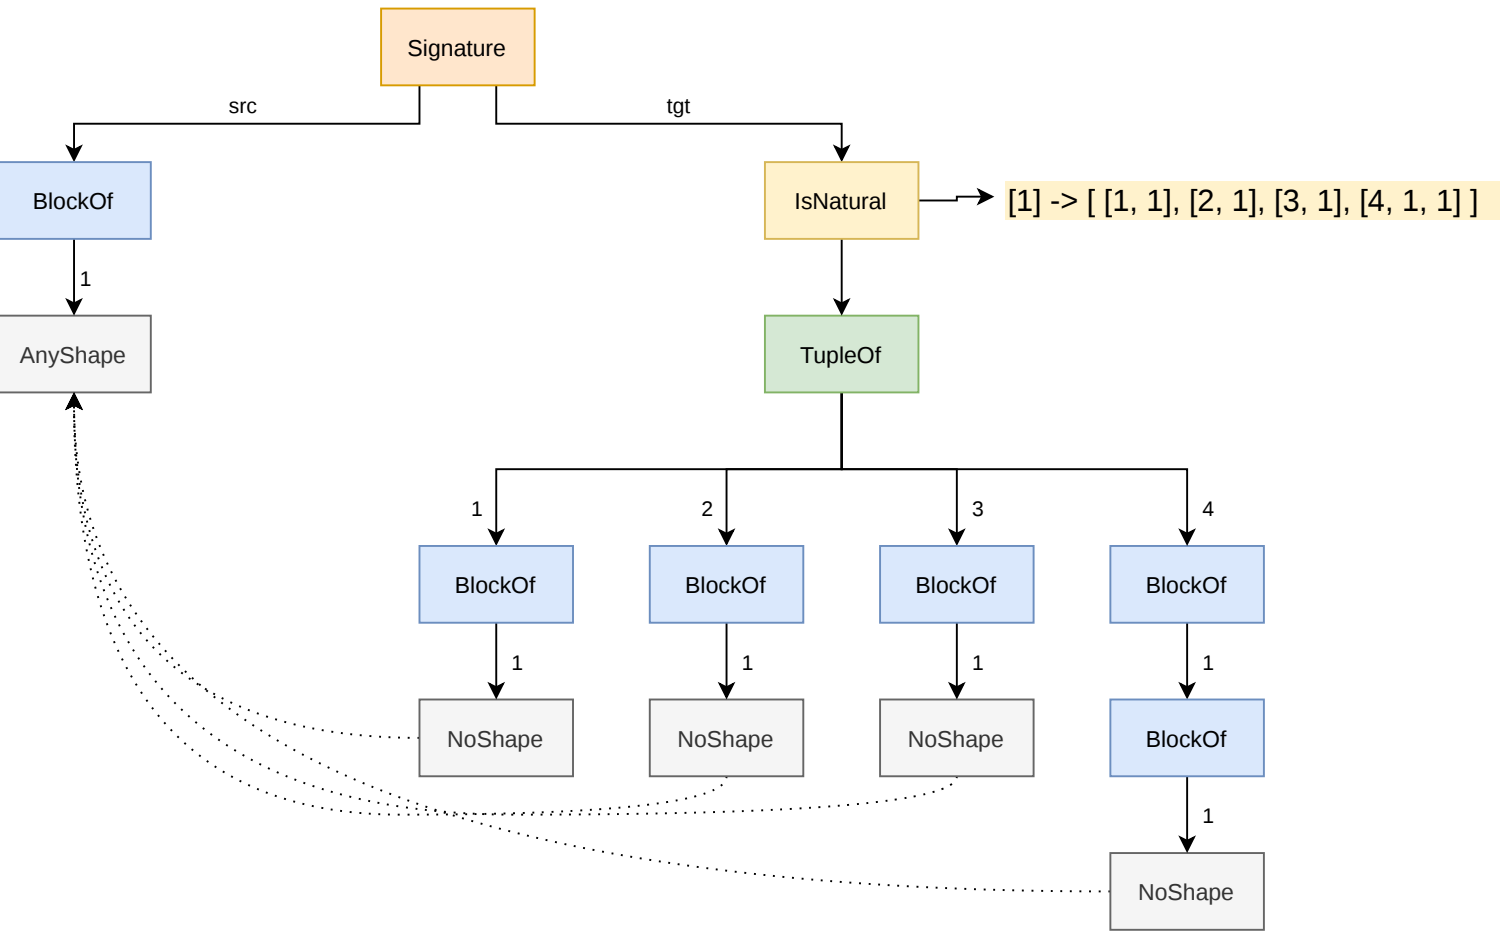 Signature
src
tgt
BlockOf
IsNatural
[1] -> [ [1, 1], [2, 1], [3, 1], [4, 1, 1] ]
1
AnyShape
TupleOf
1
2
3
4
BlockOf
BlockOf
BlockOf
BlockOf
1
1
1
1
NoShape
NoShape
NoShape
BlockOf
1
NoShape